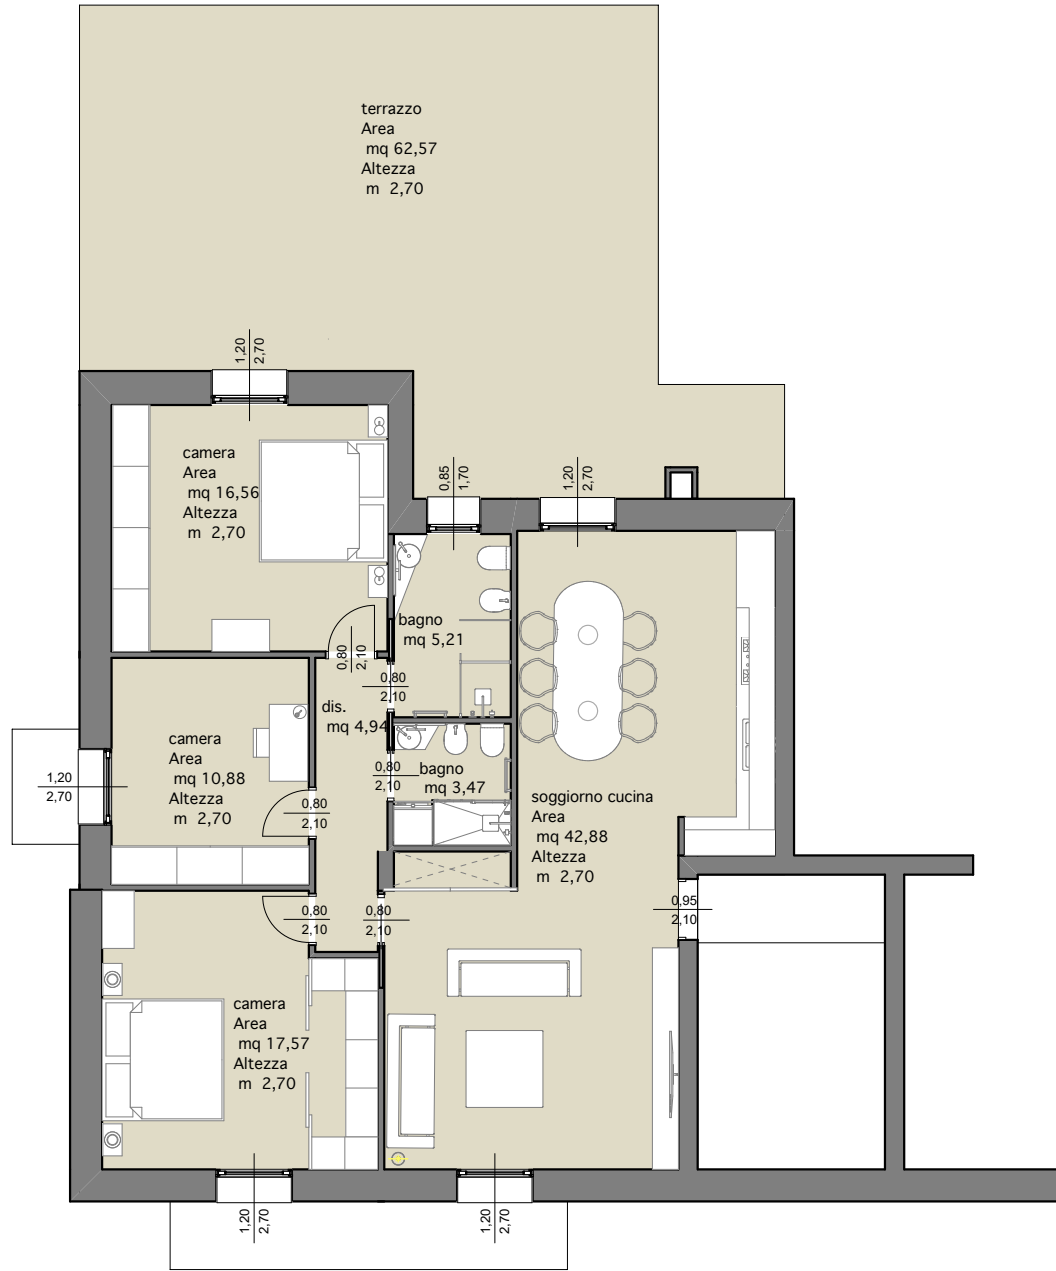 terrazzo
Area
mq 62,57
Altezza
m 2,70
1,20
2,70
camera
Area
mq 16,56
Altezza
m 2,70
0,85
1,70
1,20
2,70
bagno
mq 5,21
0,80
2,10
0,80
2,10
dis.
mq 4,94
camera
Area
mq 10,88
Altezza
m 2,70
1,20
2,70
0,80
2,10
bagno
mq 3,47
0,80
2,10
soggiorno cucina
Area
mq 42,88
Altezza
m 2,70
0,80
2,10
0,80
2,10
0,95
2,10
camera
Area
mq 17,57
Altezza
m 2,70
1,20
2,70
1,20
2,70